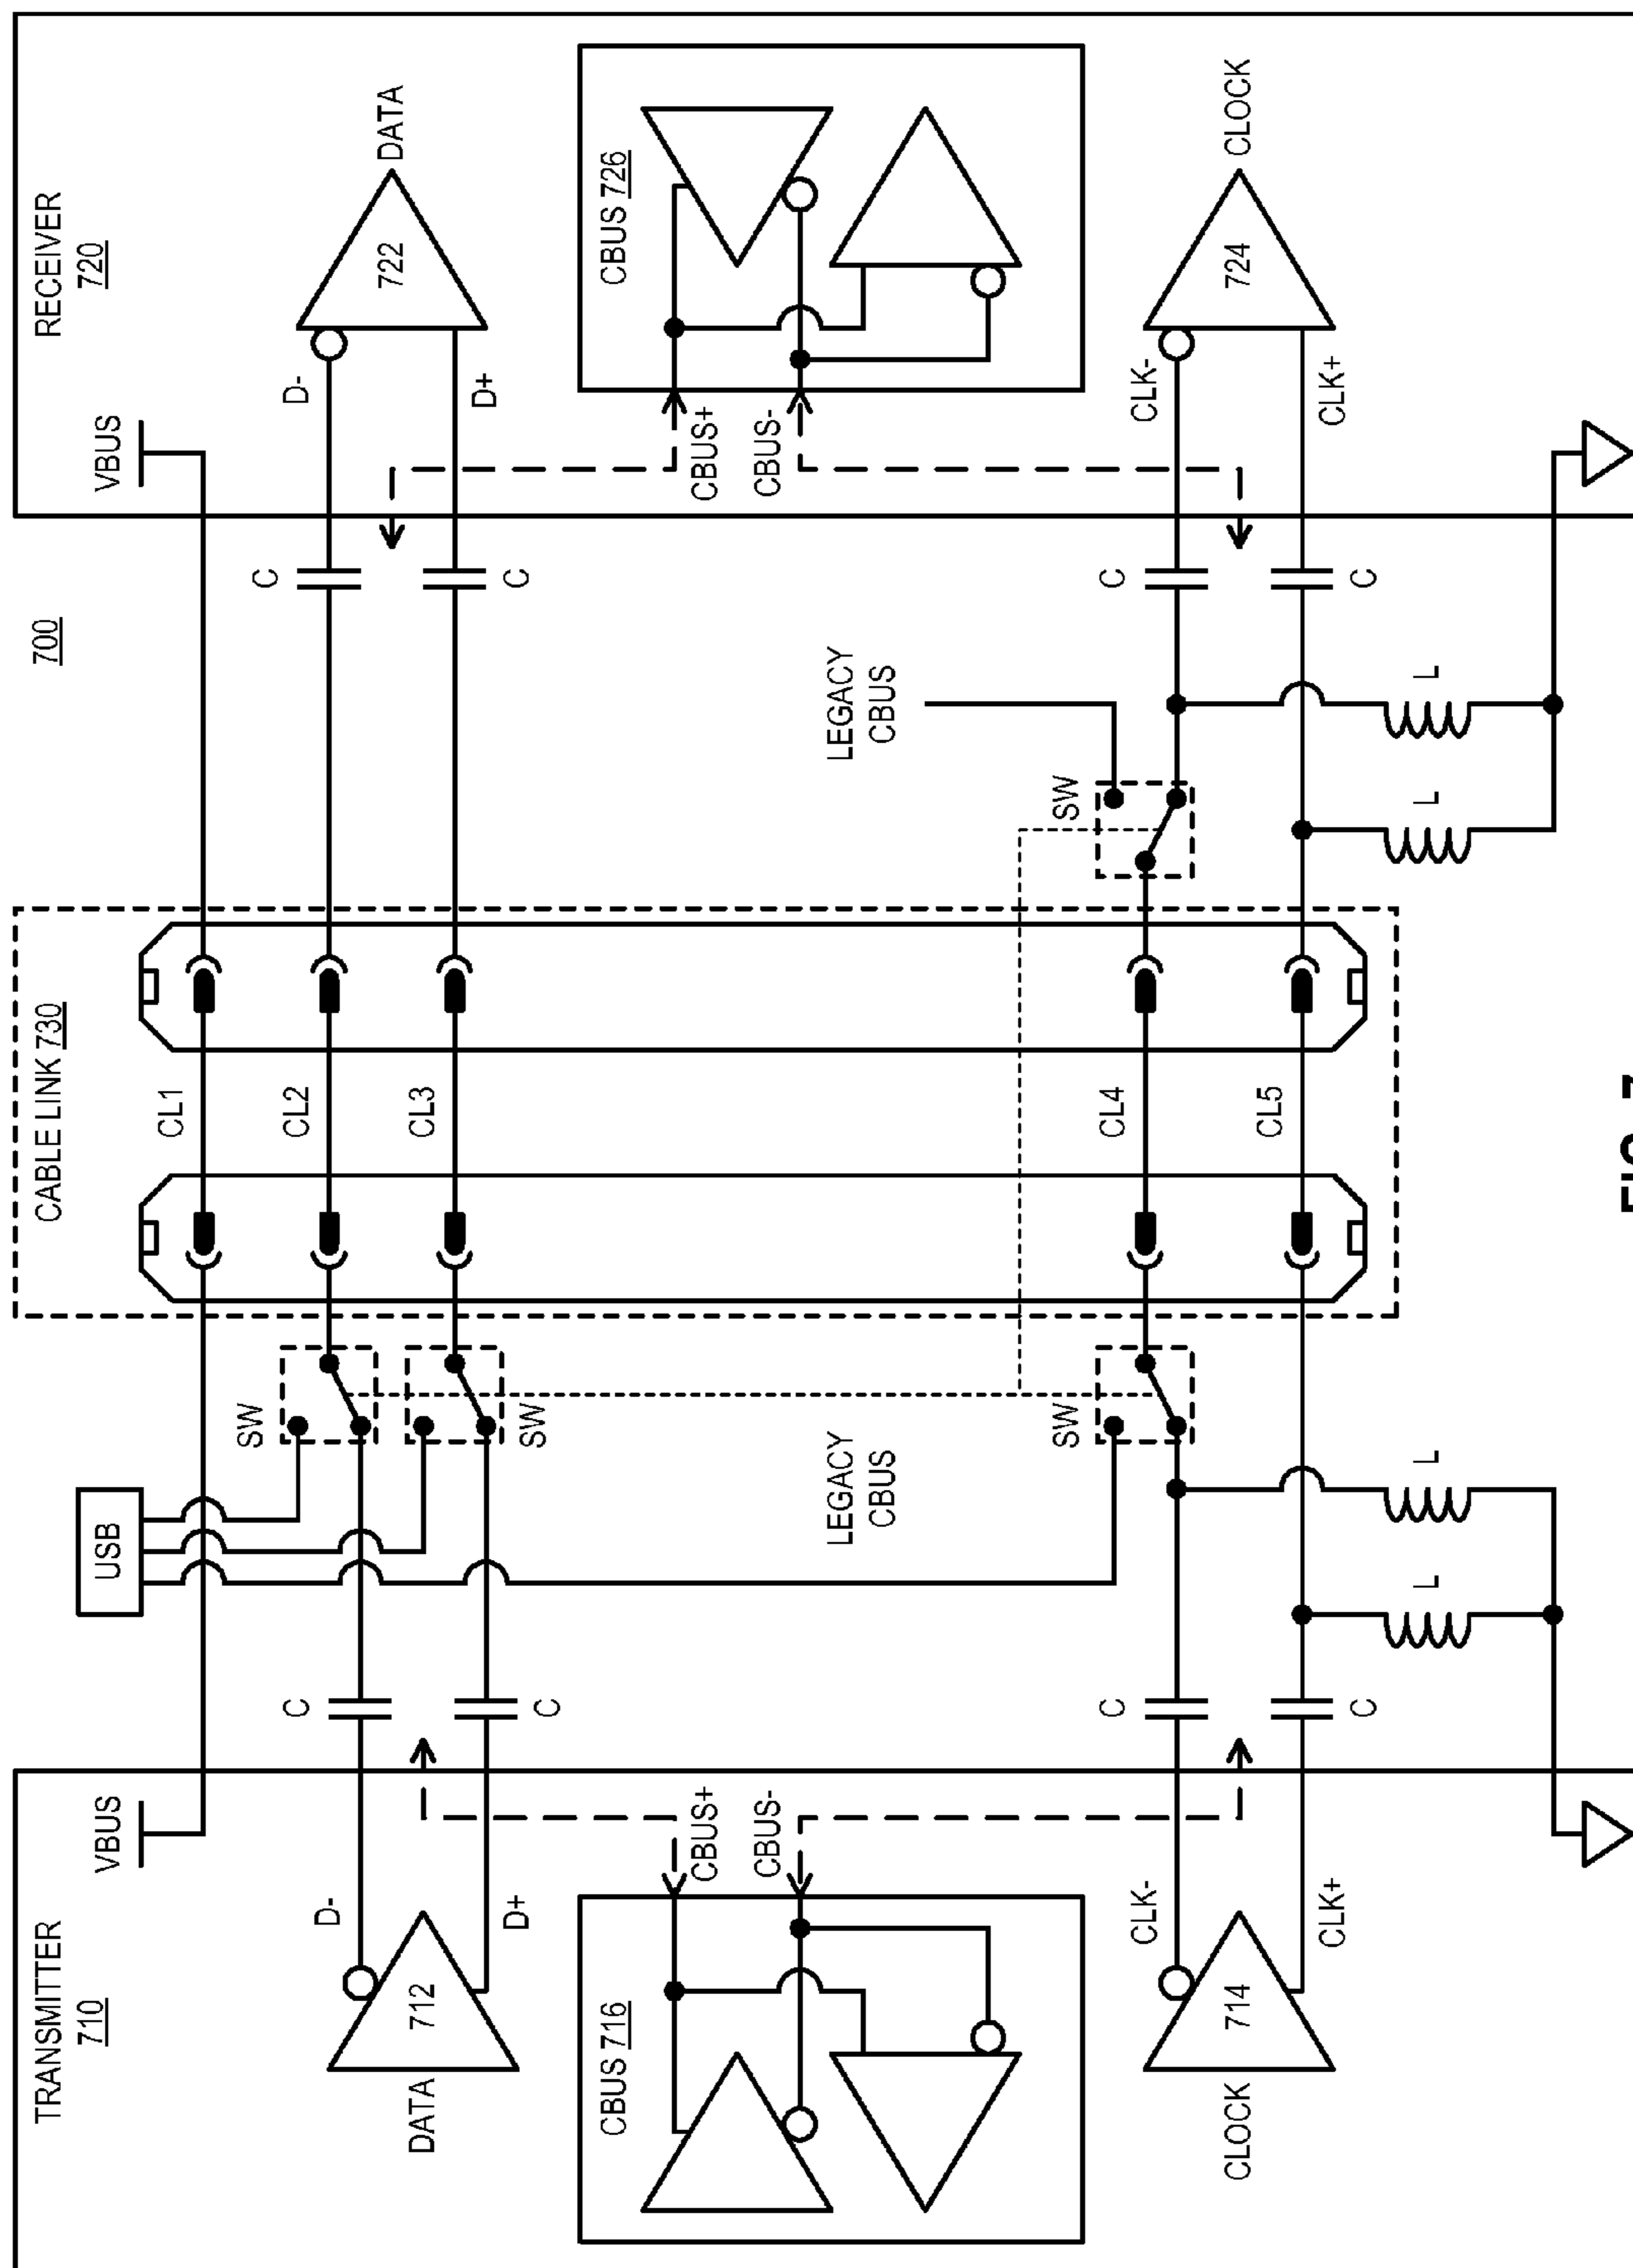 700
TRANSMITTER
710
CABLE LINK 730
RECEIVER
720
VBUS
USB
CL1
VBUS
D-
C
SW
CL2
C
D-
DATA
712
722
DATA
D+
C
SW
CL3
C
D+
CBUS 716
CBUS+
CBUS-
LEGACY
CBUS
LEGACY
CBUS
CBUS+
CBUS-
CBUS 726
CLK-
C
SW
CL4
SW
C
CLK-
CLOCK
714
724
CLOCK
CLK+
C
CL5
C
CLK+
L
L
L
L